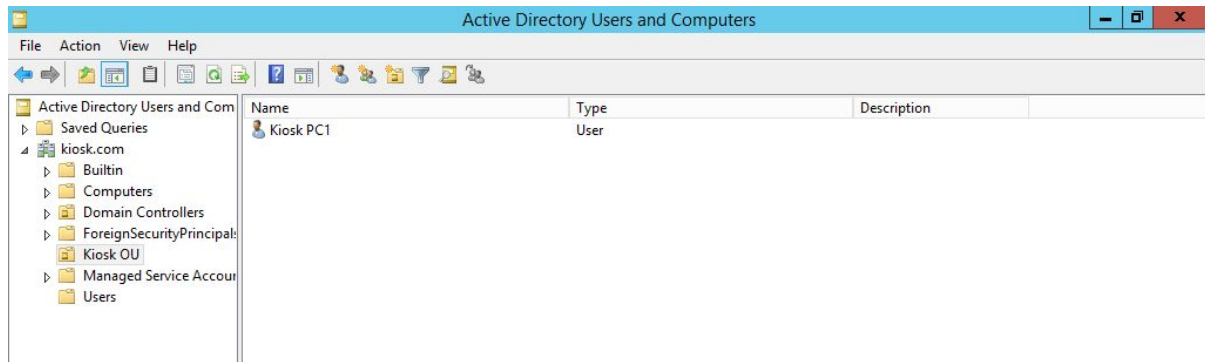 Active Directory Users and Computers
File Action View Help
Active Directory Users and Com
Name Type Description
Saved Queries
Kiosk PC1 User
kiosk.com
Builtin
Computers
Domain Controllers
ForeignSecurityPrincipals
Kiosk OU
Managed Service Accour
Users